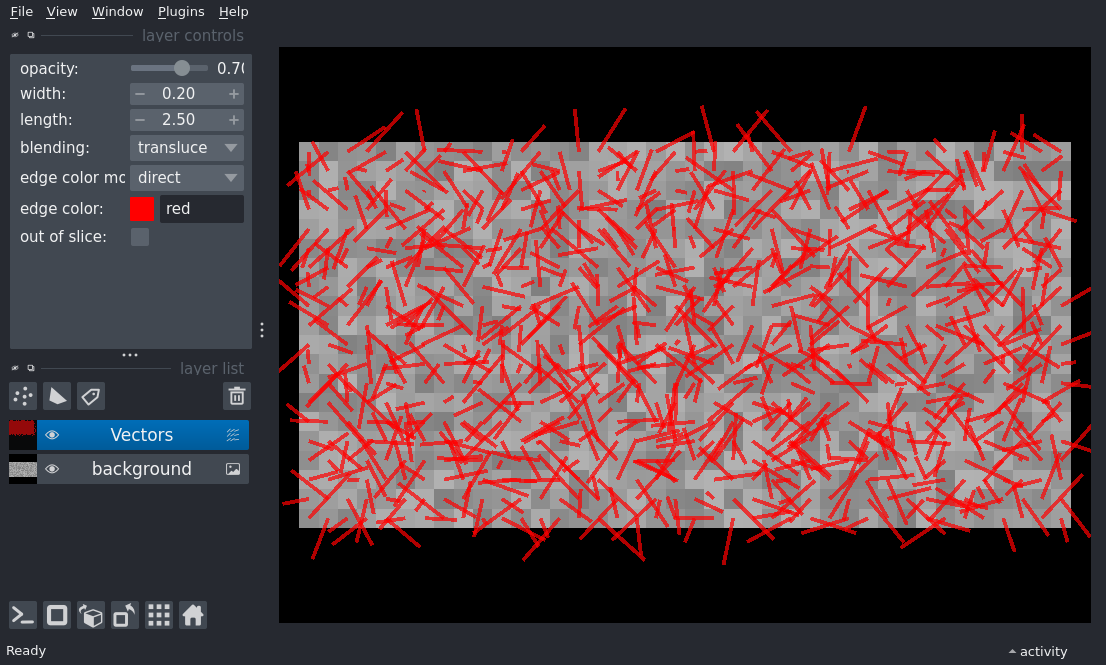 File View Window Plugins Help
layer controls
opacity: 0.70
width: 0.20
length: 2.50
blending: transluce
edge color mo direct
edge color: red
out of slice:
layer list
Vectors
background
Ready activity